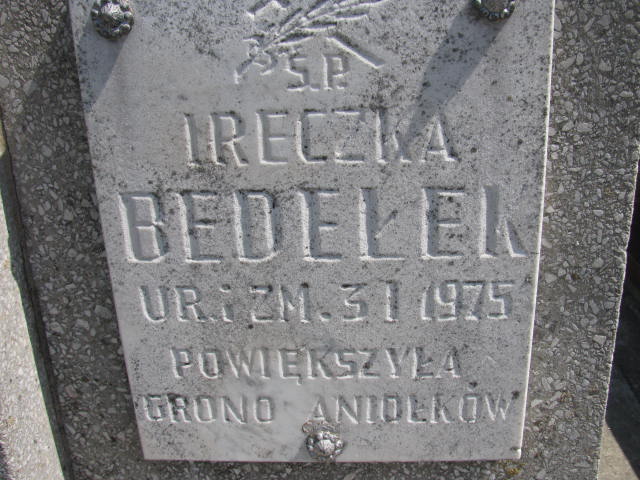 Ś.P.
IRECZKA
BEDEŁEK
UR. i ZM. 3 I 1975
POWIĘKSZYŁA
GRONO ANIOŁKÓW